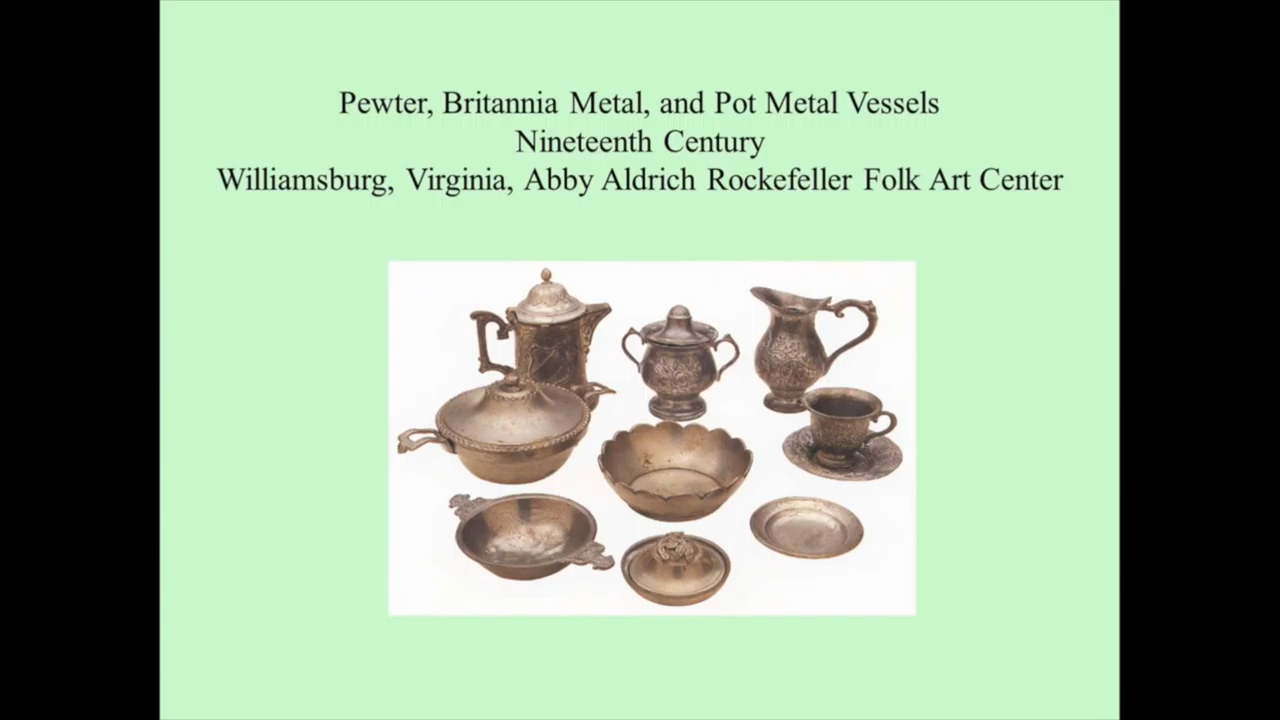 Pewter, Britannia Metal, and Pot Metal Vessels
Nineteenth Century
Williamsburg, Virginia, Abby Aldrich Rockefeller Folk Art Center